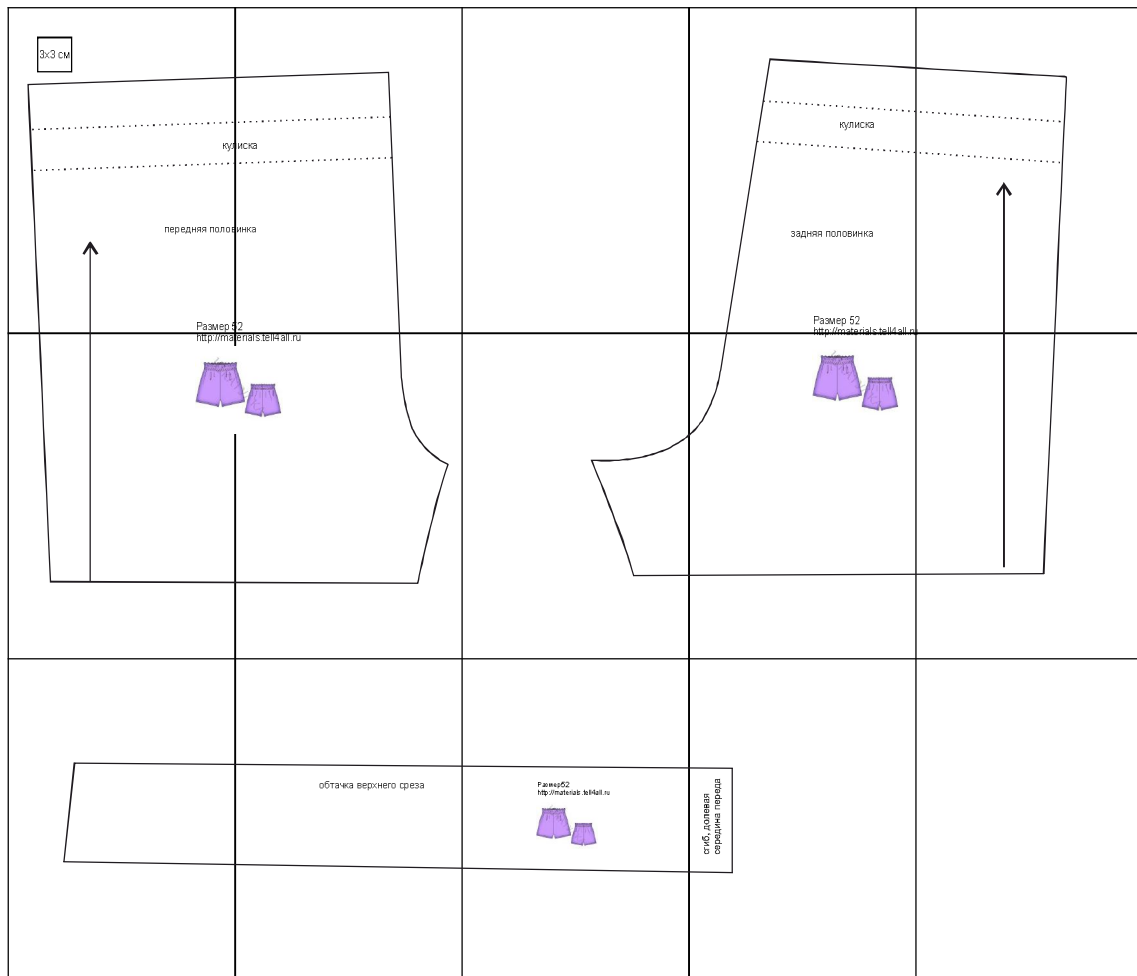 3x3 см
кулиска
кулиска
передняя половинка
задняя половинка
Размер 52
http://materials.tell4all.ru
Размер 52
http://materials.tell4all.ru
обтачка верхнего среза
Размер52
http://materials.tell4all.ru
сгиб, долевая
середина переда